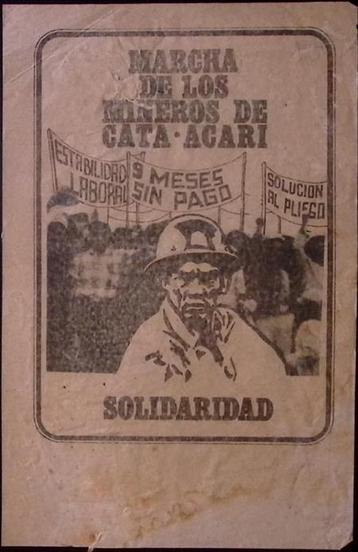 MARCHA
DE LOS
MINEROS DE
CATA·ACARI
ESTABILIDAD
LABORAL
9 MESES
SIN PAGO
SOLUCION
AL PLIEGO
SOLIDARIDAD